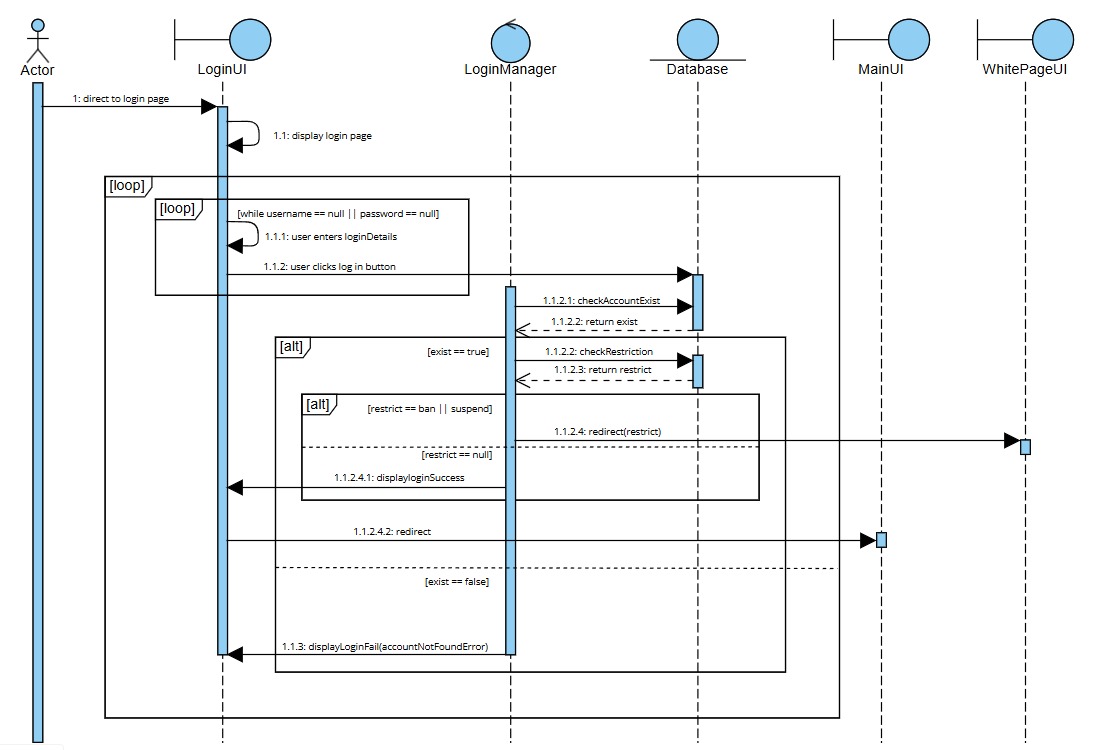 Actor
LoginUI
LoginManager
Database
MainUI
WhitePageUI
1: direct to login page
1.1: display login page
[loop]
[loop]
[while username == null || password == null]
1.1.1: user enters loginDetails
1.1.2: user clicks log in button
1.1.2.1: checkAccountExist
1.1.2.2: return exist
[alt]
[exist == true]
1.1.2.2: checkRestriction
1.1.2.3: return restrict
[alt]
[restrict == ban || suspend]
1.1.2.4: redirect(restrict)
[restrict == null]
1.1.2.4.1: displayloginSuccess
1.1.2.4.2: redirect
[exist == false]
1.1.3: displayLoginFail(accountNotFoundError)